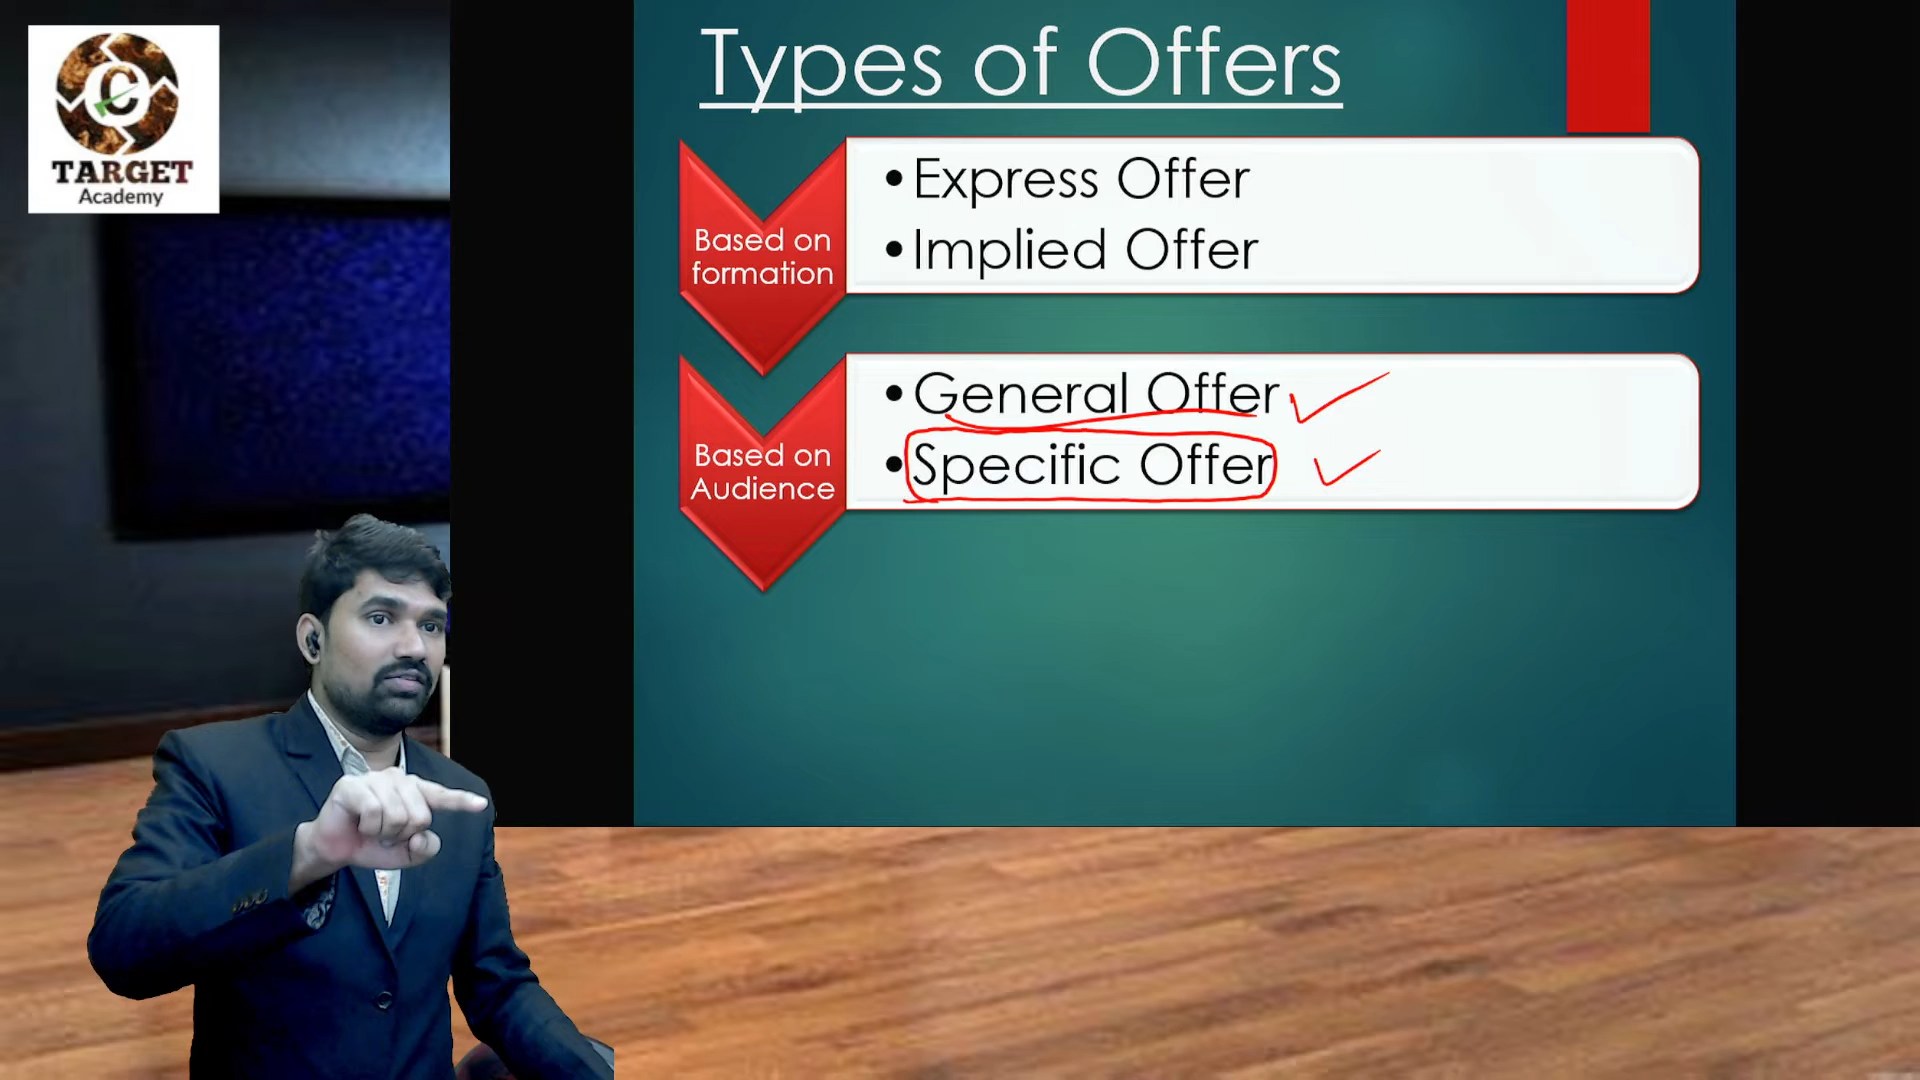 TARGET
Academy
Types of Offers
Based on
formation
• Express Offer
• Implied Offer
Based on
Audience
• General Offer
• Specific Offer